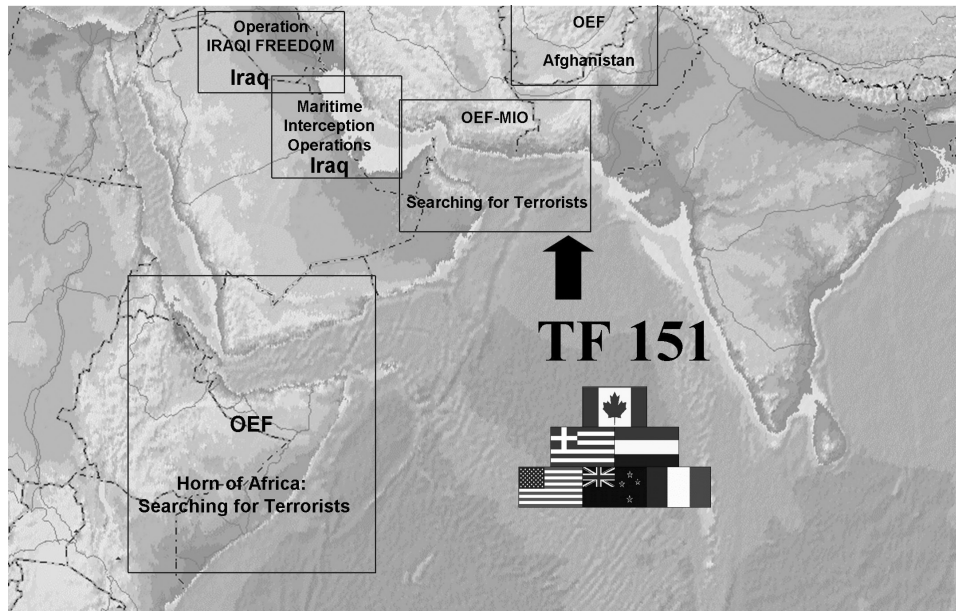 Operation
IRAQI FREEDOM
Iraq
OEF
Afghanistan
Maritime
Interception
Operations
Iraq
OEF-MIO
Searching for Terrorists
TF 151
OEF
Horn of Africa:
Searching for Terrorists